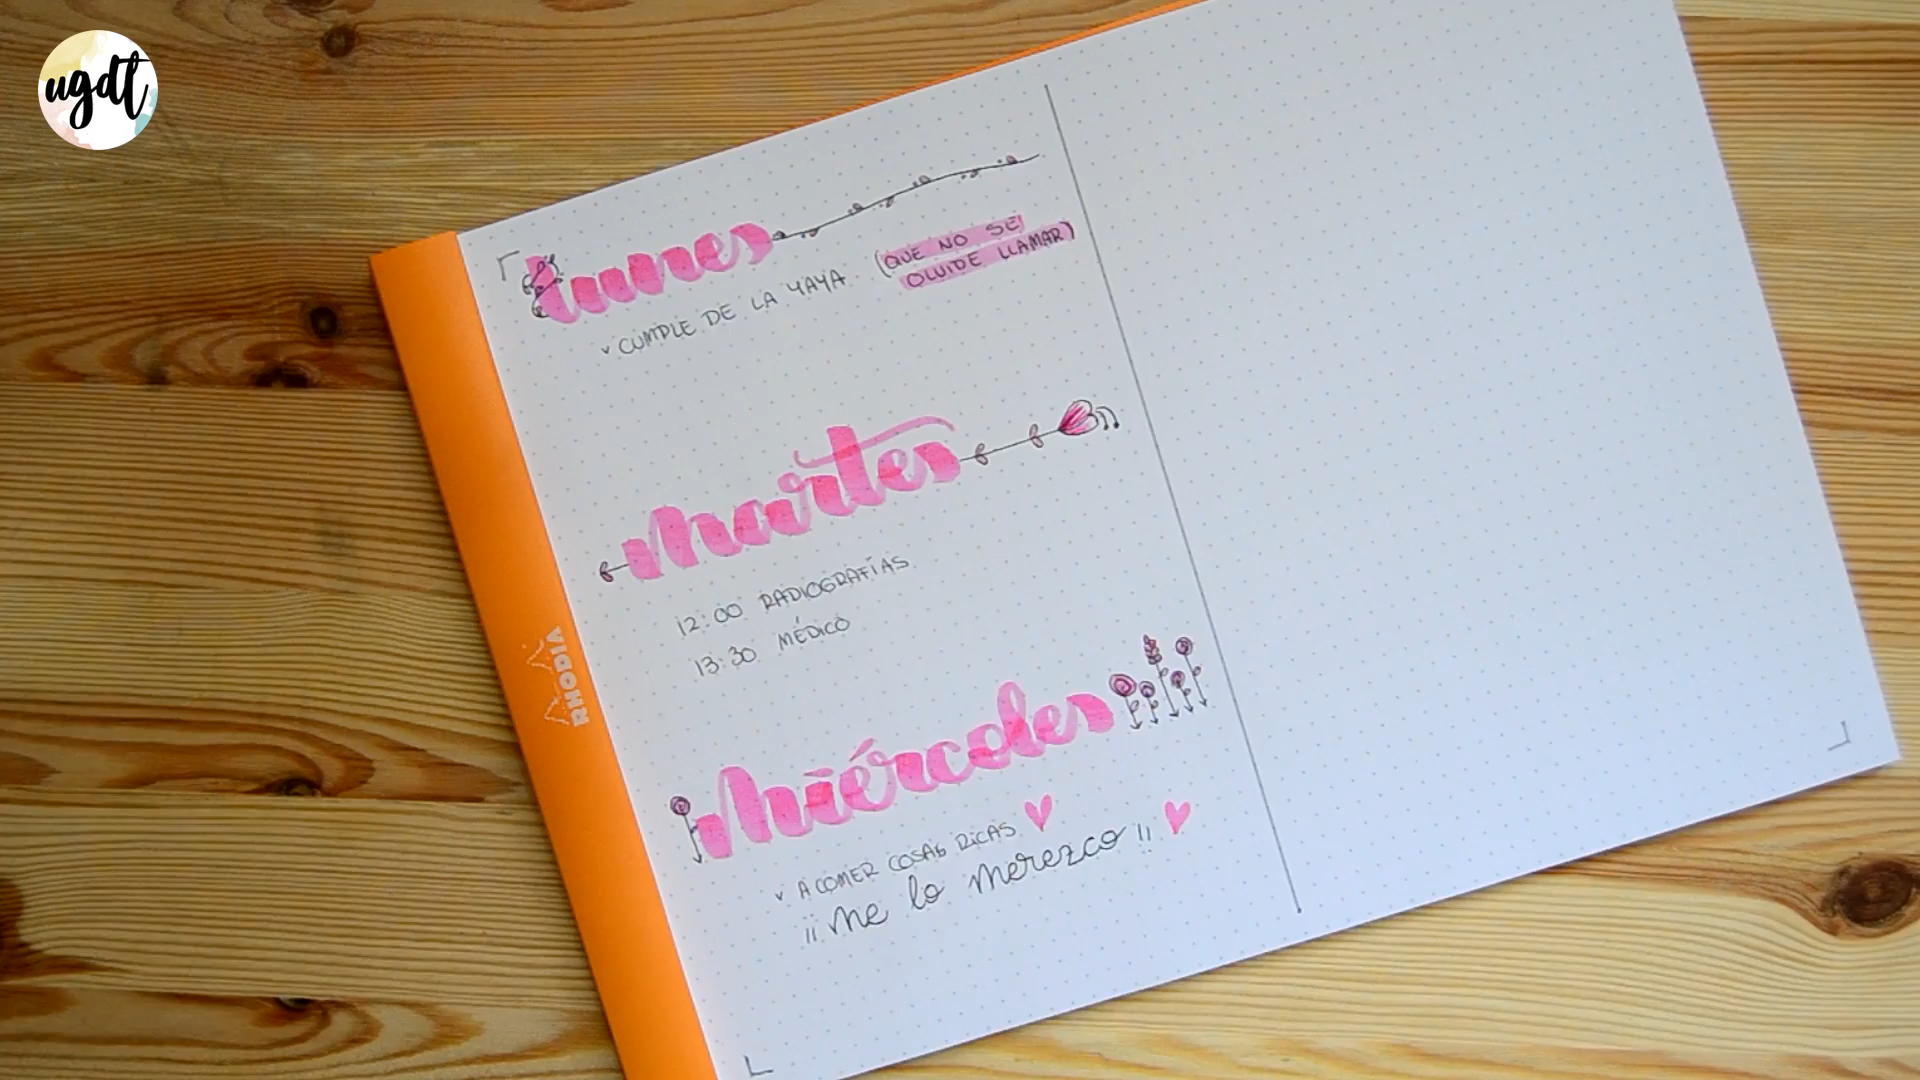 ugdt
lunes
v CUMPLE DE LA YAYA (QUE NO SE
OLVIDE LLAMAR)
martes
12:00 RADIOGRAFÍAS
13:30 MÉDICO
miércoles
v A COMER COSAS RICAS
¡¡me lo merezco!!
RHODIA